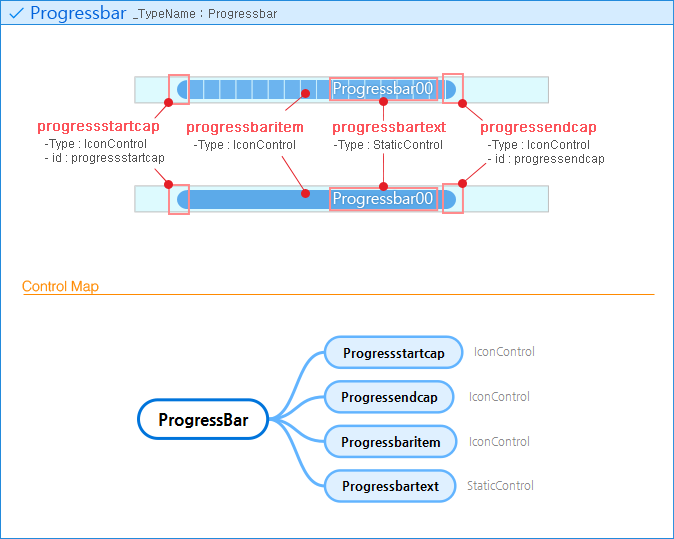 Progressbar _TypeName : Progressbar
Progressbar00
progressstartcap
-Type : IconControl
- id : progressstartcap
progressbaritem
-Type : IconControl
progressbartext
-Type : StaticControl
progressendcap
-Type : IconControl
- id : progressendcap
Progressbar00
Control Map
ProgressBar
Progressstartcap IconControl
Progressendcap IconControl
Progressbaritem IconControl
Progressbartext StaticControl